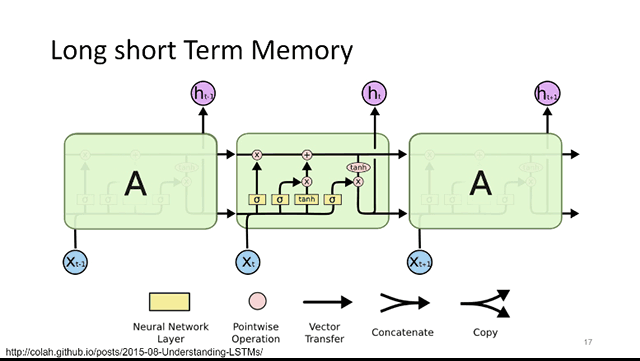 Long short Term Memory
ht-1
ht
ht+1
A
x
+
tanh
x
x
σ
σ
tanh
σ
A
xt-1
xt
xt+1
Neural Network
Layer
Pointwise
Operation
Vector
Transfer
Concatenate
Copy
17
http://colah.github.io/posts/2015-08-Understanding-LSTMs/